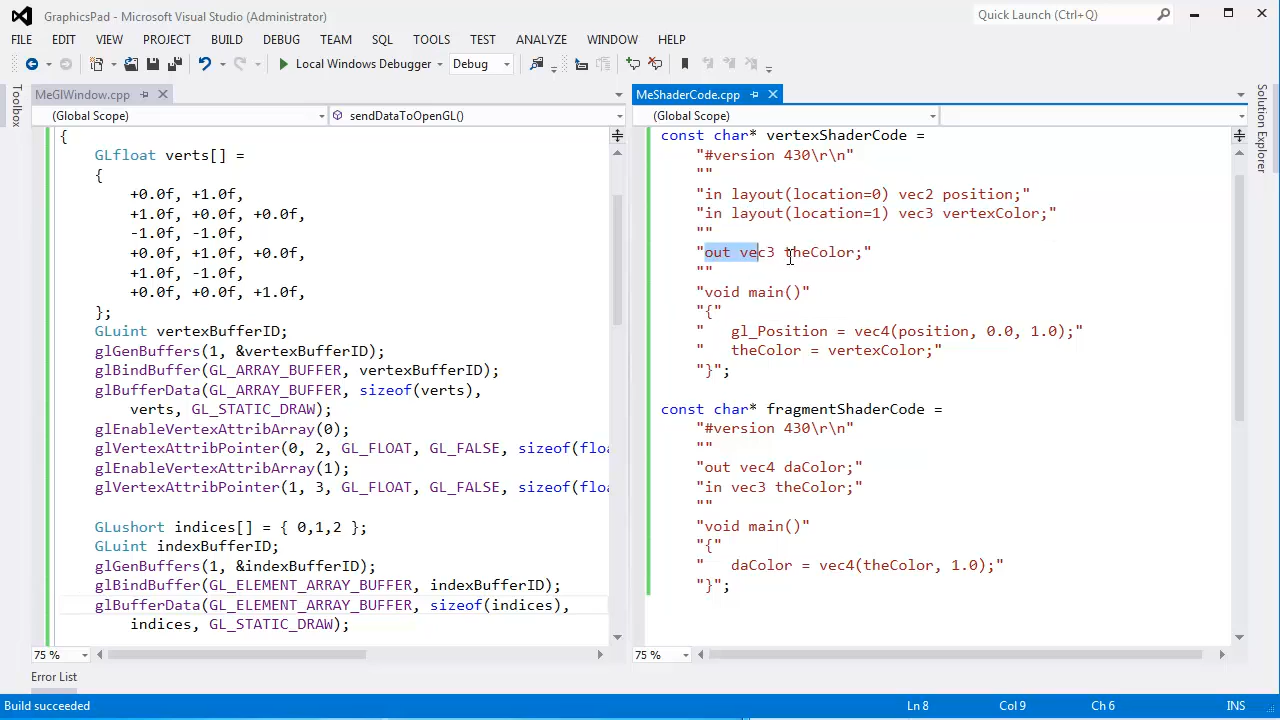 GraphicsPad - Microsoft Visual Studio (Administrator)
Quick Launch (Ctrl+Q)
FILE EDIT VIEW PROJECT BUILD DEBUG TEAM SQL TOOLS TEST ANALYZE WINDOW HELP
Local Windows Debugger Debug
Toolbox
MeGlWindow.cpp
(Global Scope) sendDataToOpenGL()
{
GLfloat verts[] =
{
+0.0f, +1.0f,
+1.0f, +0.0f, +0.0f,
-1.0f, -1.0f,
+0.0f, +1.0f, +0.0f,
+1.0f, -1.0f,
+0.0f, +0.0f, +1.0f,
};
GLuint vertexBufferID;
glGenBuffers(1, &vertexBufferID);
glBindBuffer(GL_ARRAY_BUFFER, vertexBufferID);
glBufferData(GL_ARRAY_BUFFER, sizeof(verts),
verts, GL_STATIC_DRAW);
glEnableVertexAttribArray(0);
glVertexAttribPointer(0, 2, GL_FLOAT, GL_FALSE, sizeof(floa
glEnableVertexAttribArray(1);
glVertexAttribPointer(1, 3, GL_FLOAT, GL_FALSE, sizeof(floa
GLushort indices[] = { 0,1,2 };
GLuint indexBufferID;
glGenBuffers(1, &indexBufferID);
glBindBuffer(GL_ELEMENT_ARRAY_BUFFER, indexBufferID);
glBufferData(GL_ELEMENT_ARRAY_BUFFER, sizeof(indices),
indices, GL_STATIC_DRAW);
75 %
MeShaderCode.cpp
(Global Scope)
const char* vertexShaderCode =
"#version 430\r\n"
""
"in layout(location=0) vec2 position;"
"in layout(location=1) vec3 vertexColor;"
""
"out vec3 theColor;"
""
"void main()"
"{"
" gl_Position = vec4(position, 0.0, 1.0);"
" theColor = vertexColor;"
"}";
const char* fragmentShaderCode =
"#version 430\r\n"
""
"out vec4 daColor;"
"in vec3 theColor;"
""
"void main()"
"{"
" daColor = vec4(theColor, 1.0);"
"}";
75 %
Solution Explorer
Error List
Build succeeded Ln 8 Col 9 Ch 6 INS